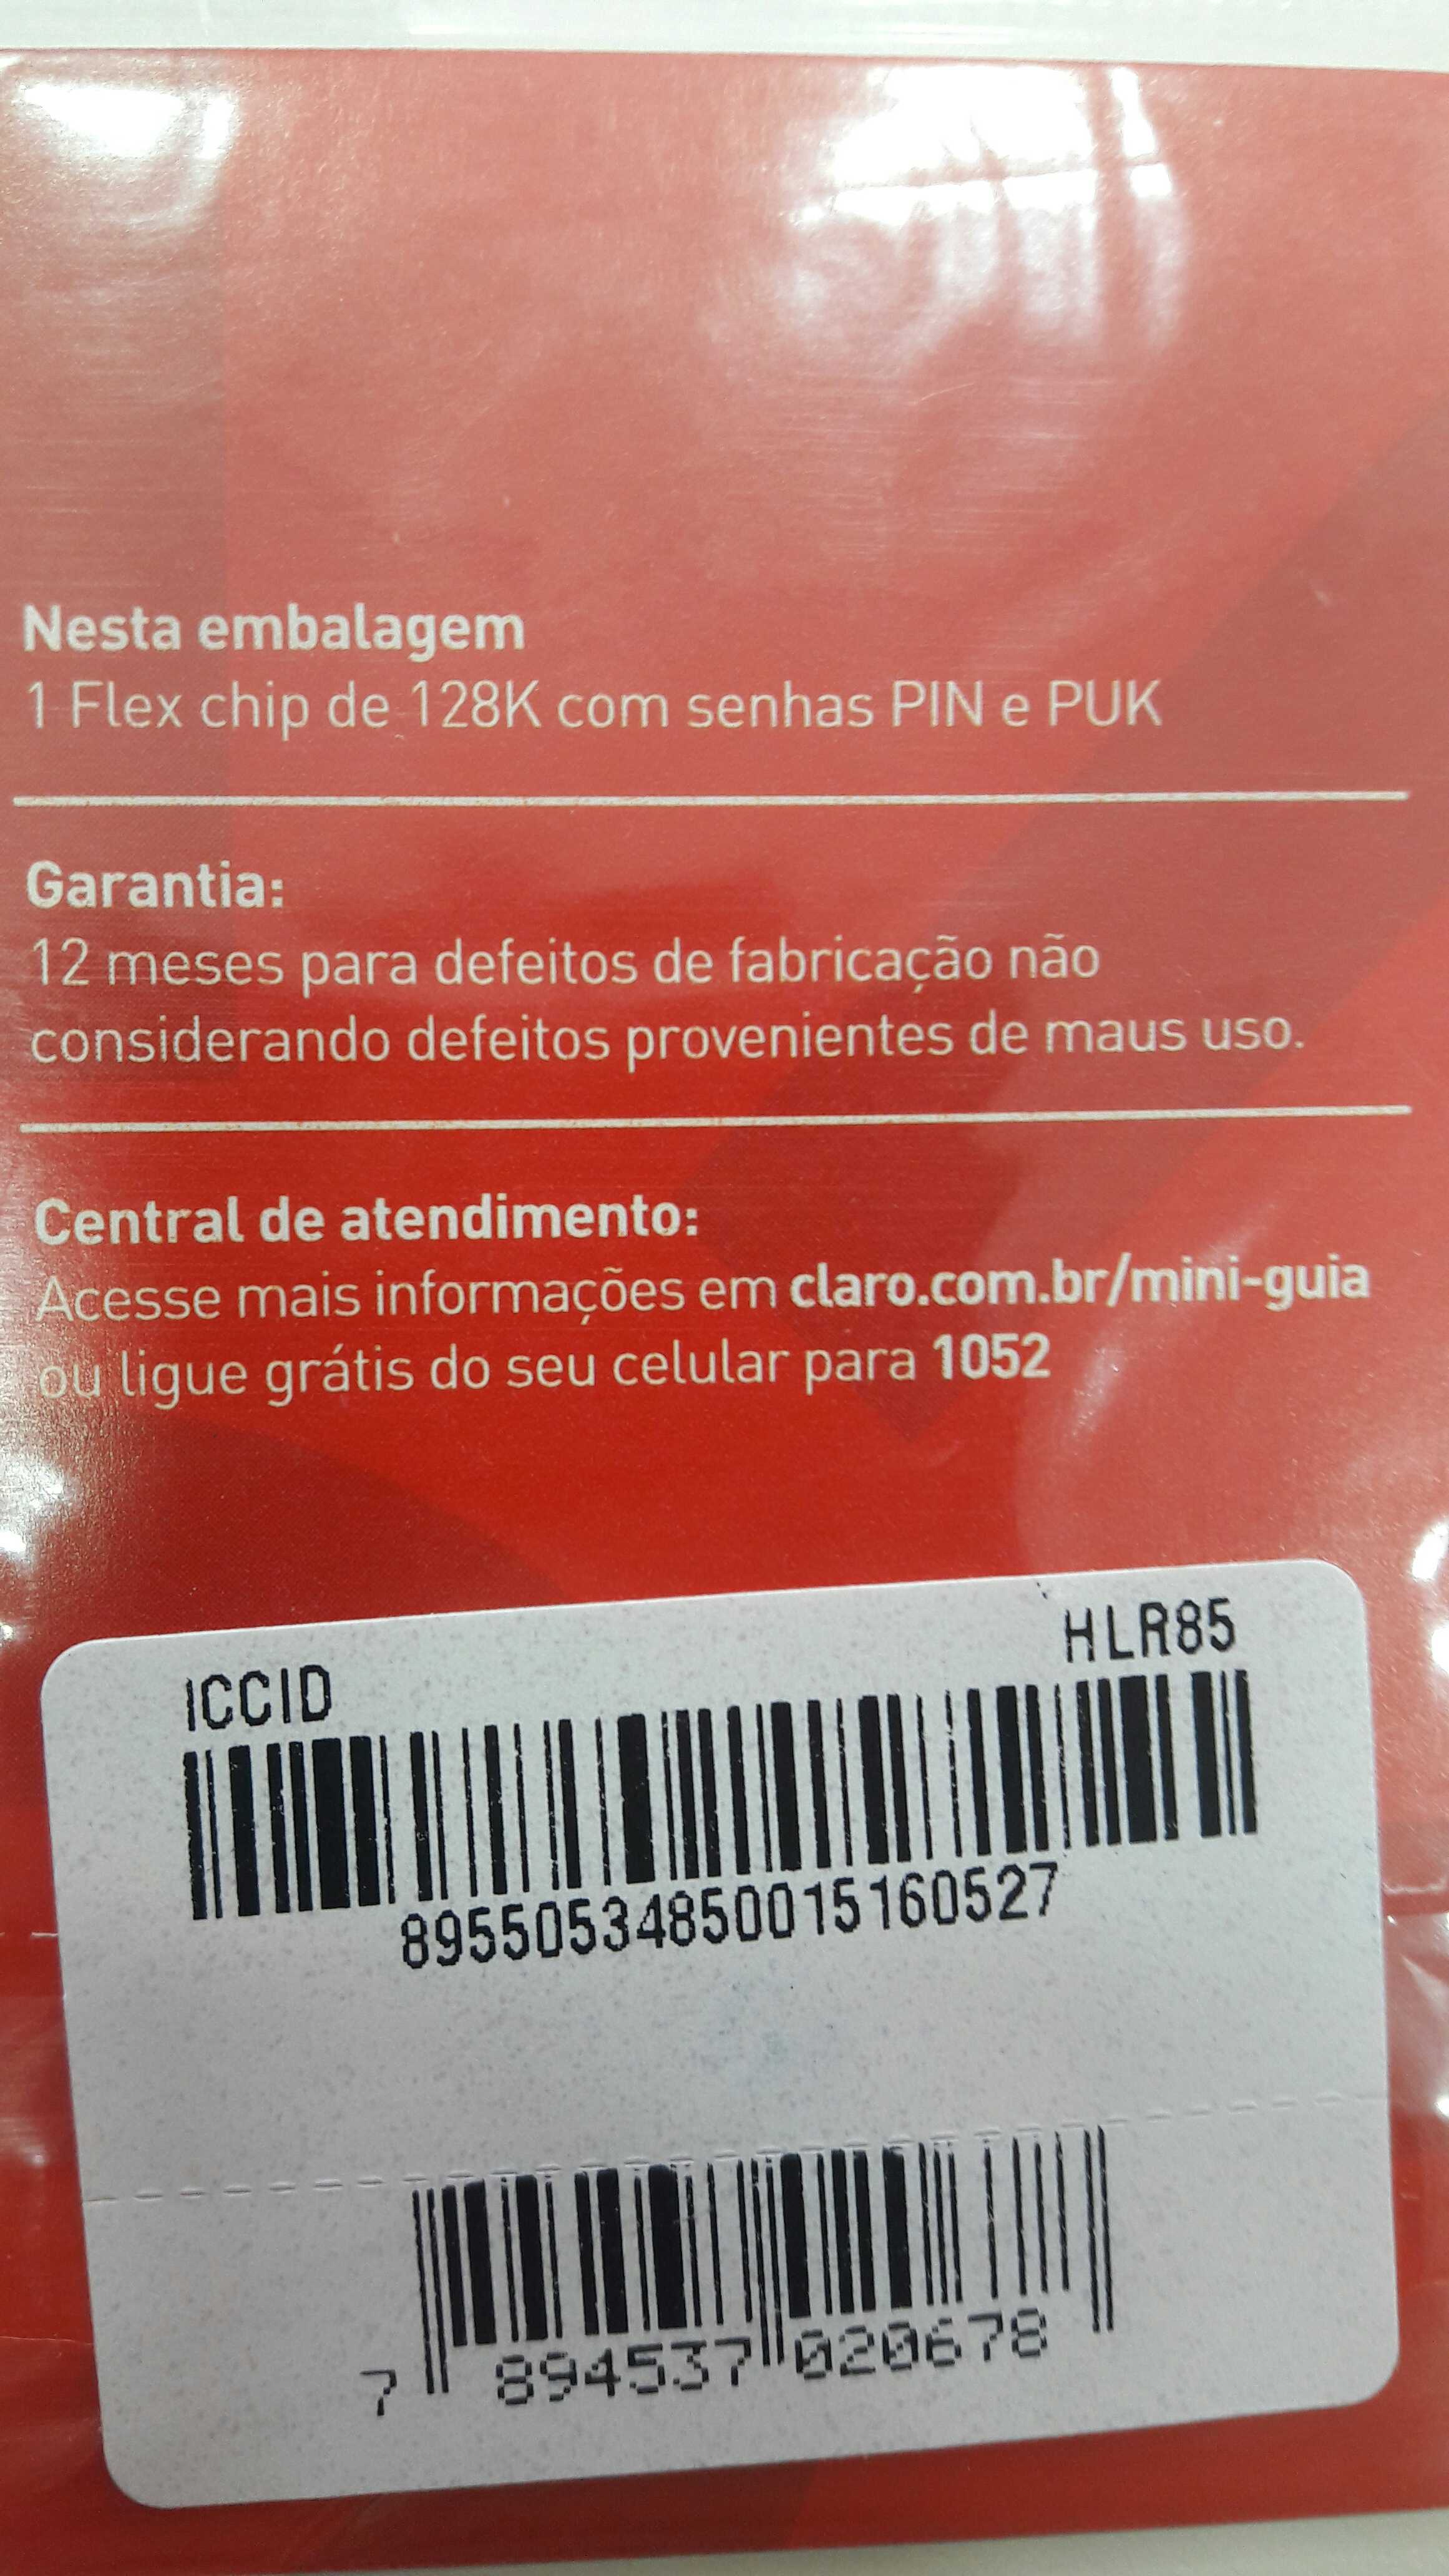 Nesta embalagem
1 Flex chip de 128K com senhas PIN e PUK
Garantia:
12 meses para defeitos de fabricação não
considerando defeitos provenientes de maus uso.
Central de atendimento:
Acesse mais informações em claro.com.br/mini-guia
ou ligue grátis do seu celular para 1052
ICCID HLR85
89550534850015160527
7 894537 020678